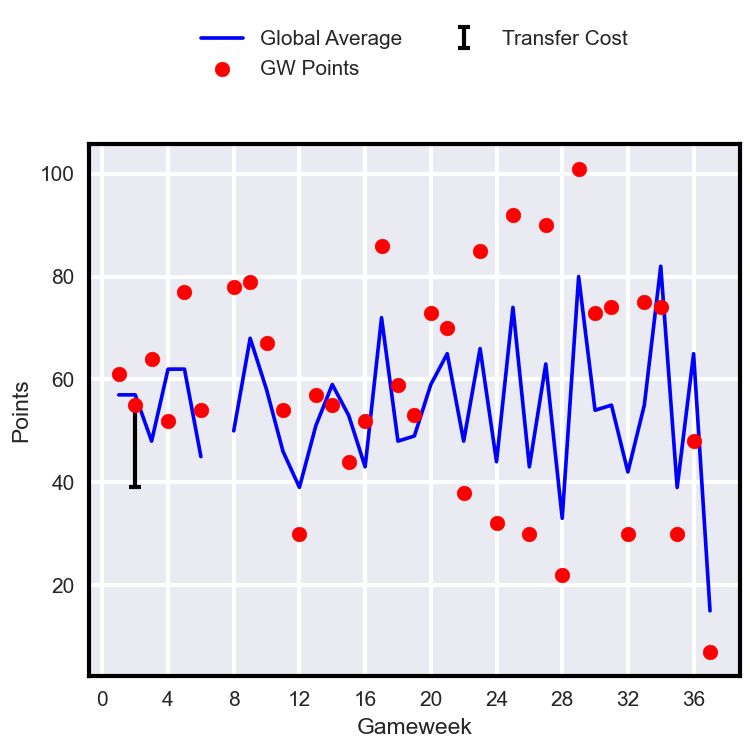 Global Average
GW Points
Transfer Cost
100
80
60
40
20
Points
0 4 8 12 16 20 24 28 32 36
Gameweek